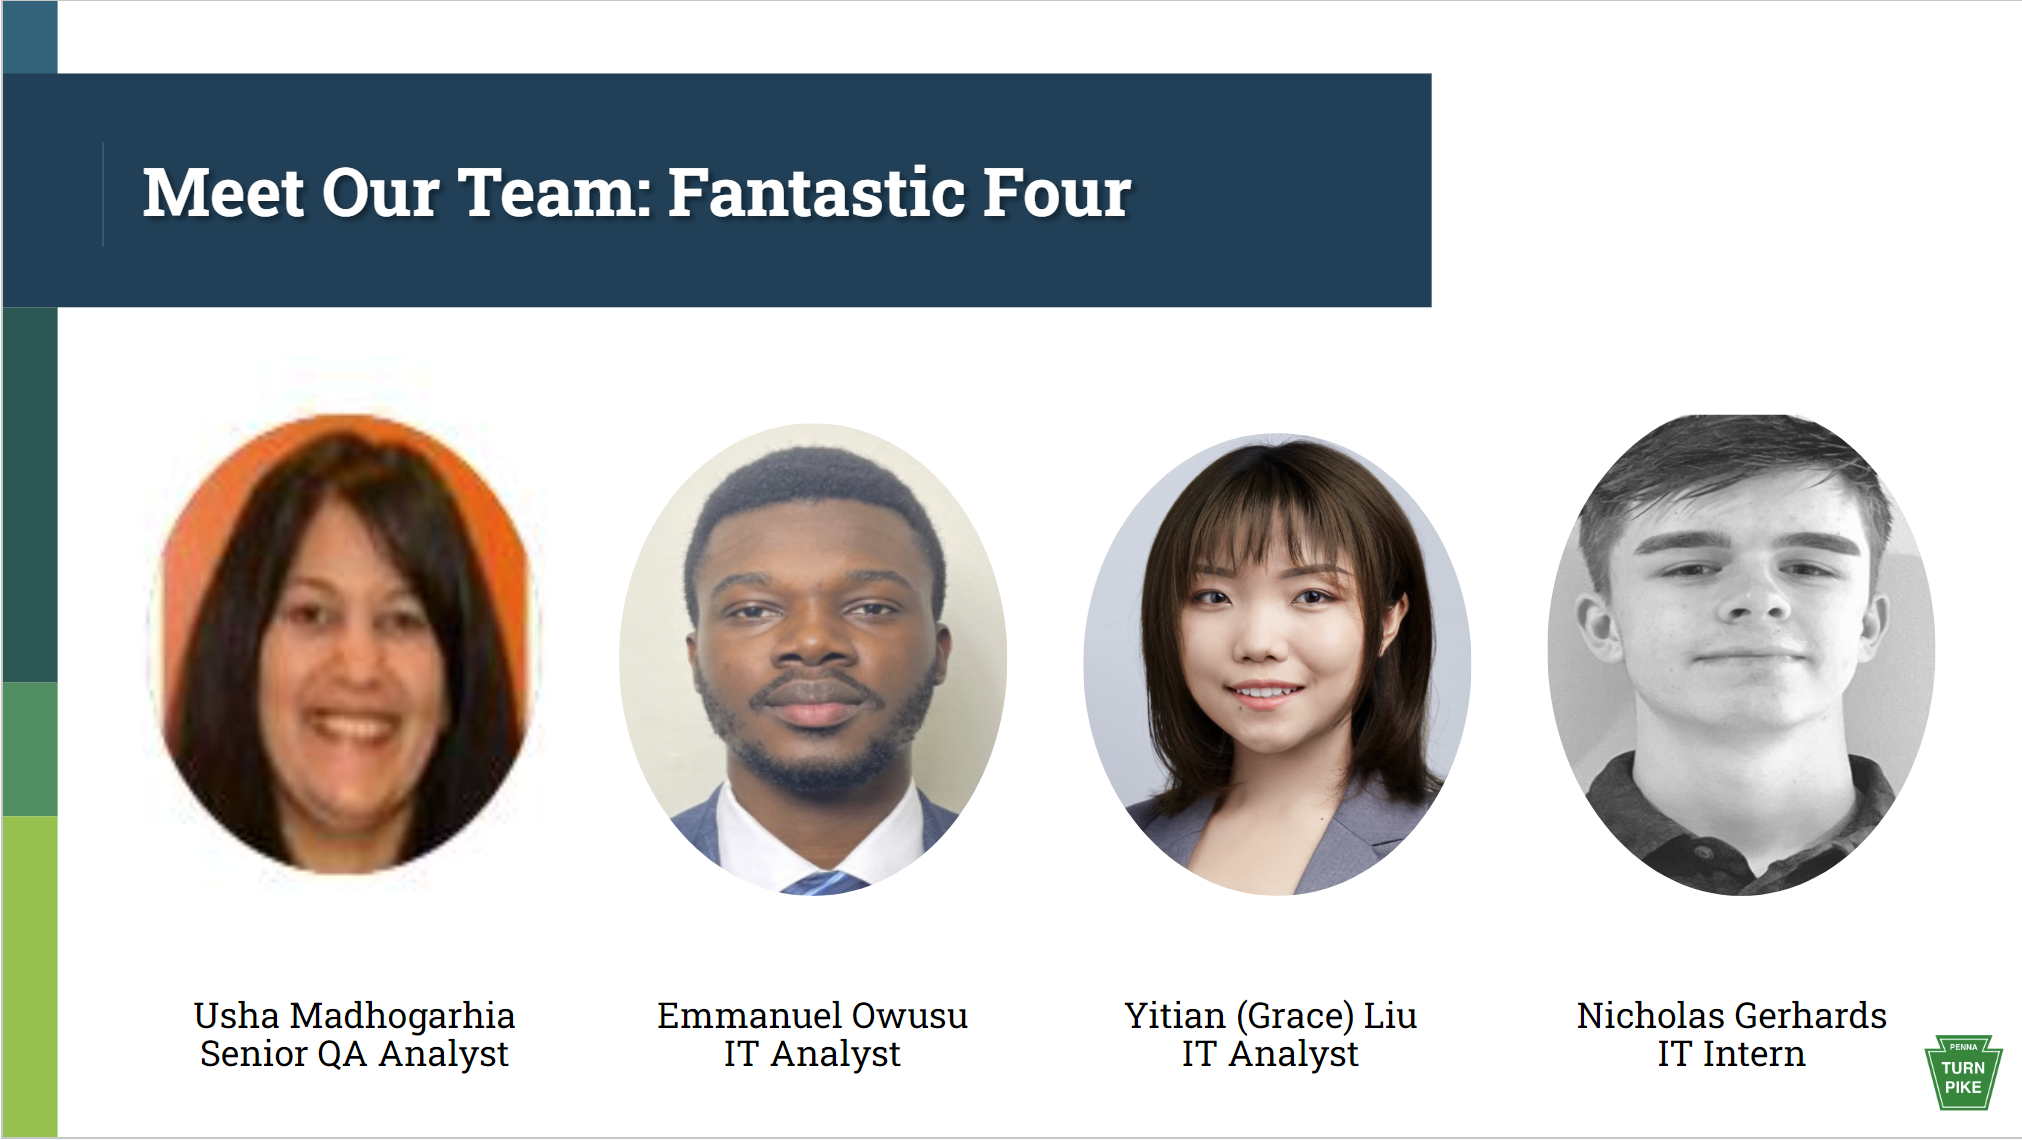 Meet Our Team: Fantastic Four
Usha Madhogarhia
Senior QA Analyst
Emmanuel Owusu
IT Analyst
Yitian (Grace) Liu
IT Analyst
Nicholas Gerhards
IT Intern
PENNA
TURN
PIKE